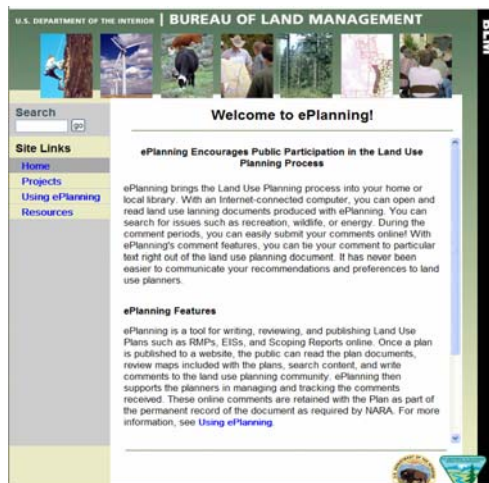 U.S. DEPARTMENT OF THE INTERIOR | BUREAU OF LAND MANAGEMENT
BLM
Search
go
Site Links
Home
Projects
Using ePlanning
Resources
Welcome to ePlanning!
ePlanning Encourages Public Participation in the Land Use
Planning Process
ePlanning brings the Land Use Planning process into your home or
local library. With an Internet-connected computer, you can open and
read land use lanning documents produced with ePlanning. You can
search for issues such as recreation, wildlife, or energy. During the
comment periods, you can easily submit your comments online! With
ePlanning's comment features, you can tie your comment to particular
text right out of the land use planning document. It has never been
easier to communicate your recommendations and preferences to land
use planners.
ePlanning Features
ePlanning is a tool for writing, reviewing, and publishing Land Use
Plans such as RMPs, EISs, and Scoping Reports online. Once a plan
is published to a website, the public can read the plan documents,
review maps included with the plans, search content, and write
comments to the land use planning community. ePlanning then
supports the planners in managing and tracking the comments
received. These online comments are retained with the Plan as part of
the permanent record of the document as required by NARA. For more
information, see Using ePlanning.